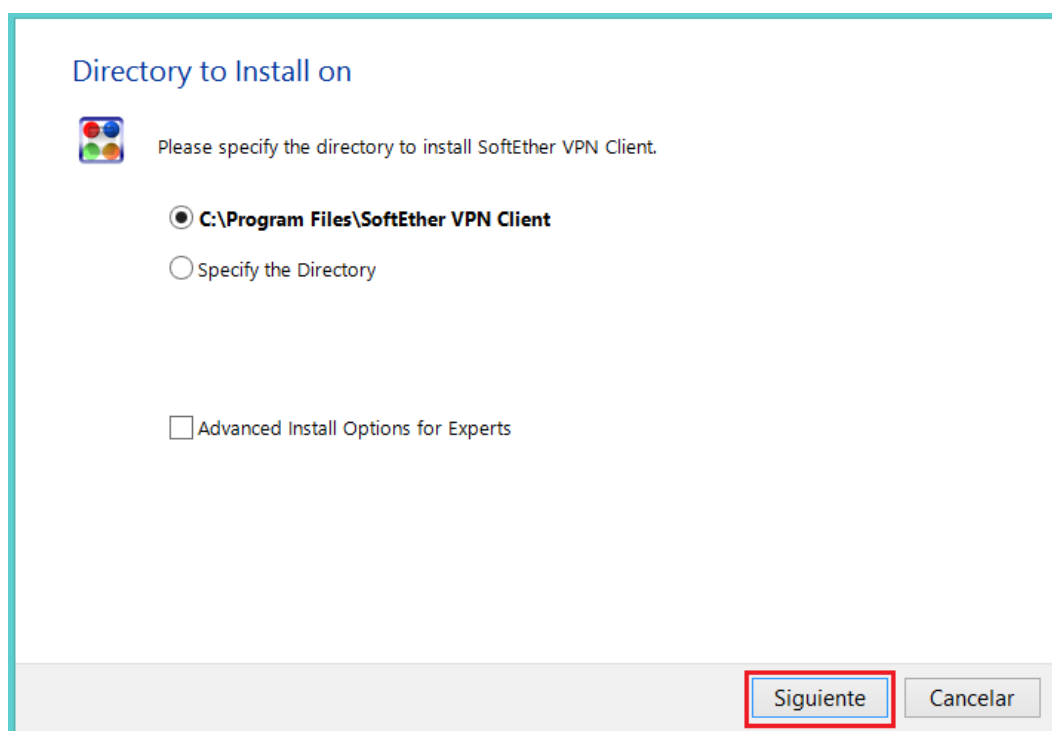 Directory to Install on
Please specify the directory to install SoftEther VPN Client.
C:\Program Files\SoftEther VPN Client
Specify the Directory
Advanced Install Options for Experts
Siguiente
Cancelar